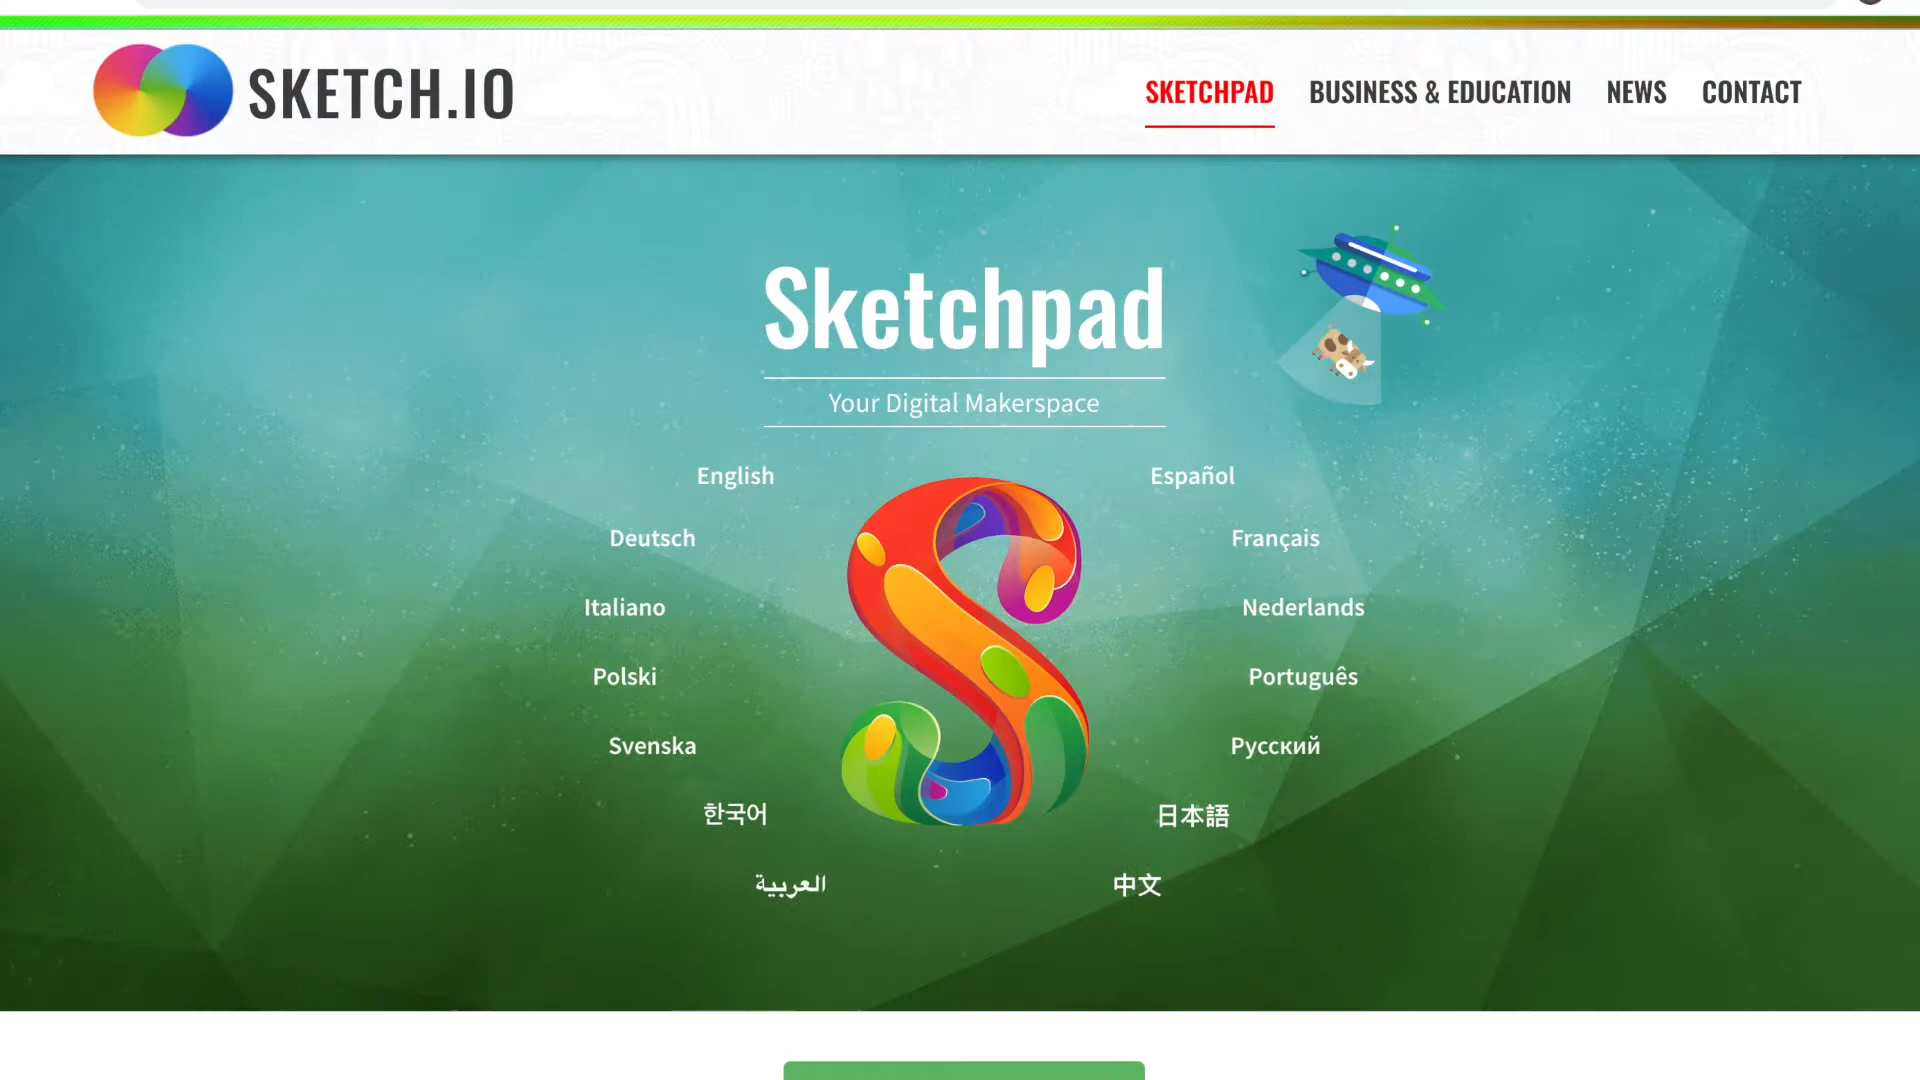 SKETCH.IO
SKETCHPAD BUSINESS & EDUCATION NEWS CONTACT
Sketchpad
Your Digital Makerspace
English Español
Deutsch Français
Italiano Nederlands
Polski Português
Svenska Русский
한국어 日本語
العربية 中文